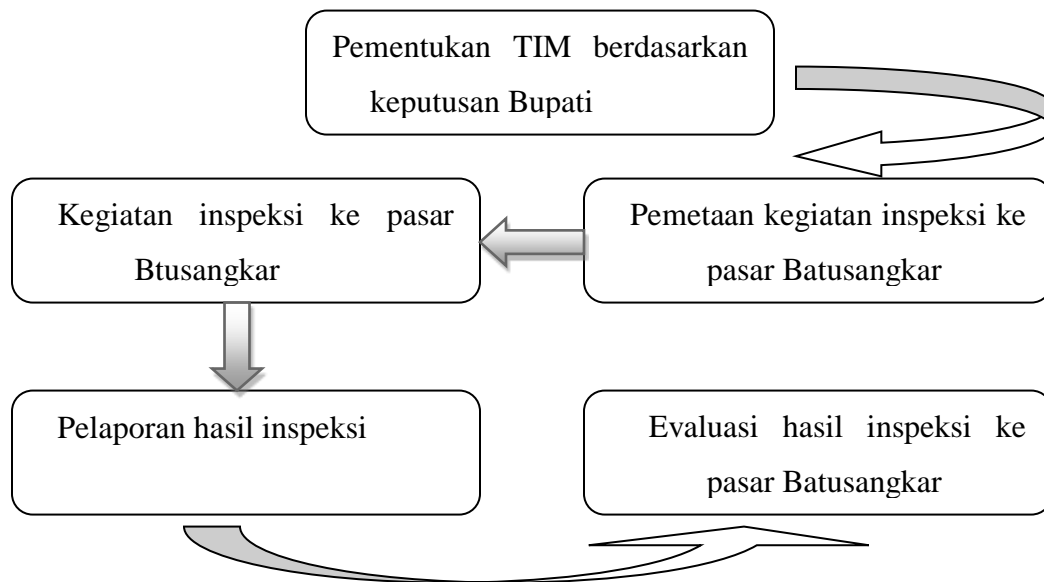 Pementukan TIM berdasarkan
keputusan Bupati
Pemetaan kegiatan inspeksi ke
pasar Batusangkar
Kegiatan inspeksi ke pasar
Btusangkar
Pelaporan hasil inspeksi
Evaluasi hasil inspeksi ke
pasar Batusangkar